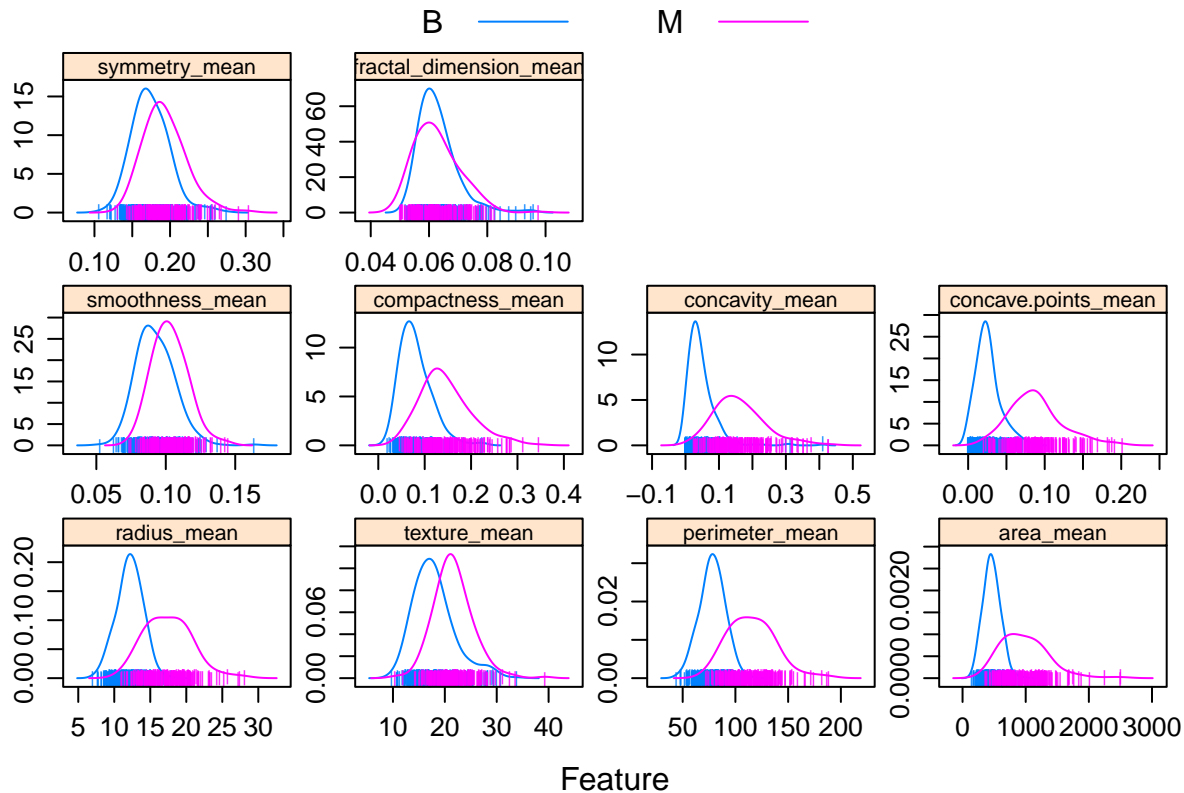 B M
symmetry_mean fractal_dimension_mean
0 5 10 15
0 20 40 60
0.10 0.20 0.30
0.04 0.06 0.08 0.10
smoothness_mean compactness_mean concavity_mean concave.points_mean
0 5 15 25
0 5 10
0 5 10
0 5 15 25
0.05 0.10 0.15
0.0 0.1 0.2 0.3 0.4
−0.1 0.1 0.3 0.5
0.00 0.10 0.20
radius_mean texture_mean perimeter_mean area_mean
0.00 0.10 0.20
0.00 0.06
0.00 0.02
0.0000 0.0020
5 10 15 20 25 30
10 20 30 40
50 100 150 200
0 1000 2000 3000
Feature